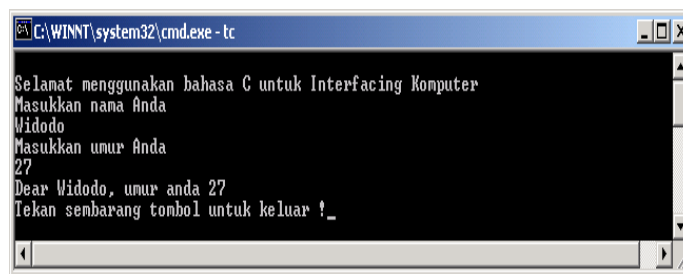 C:\WINNT\system32\cmd.exe - tc
Selamat menggunakan bahasa C untuk Interfacing Komputer
Masukkan nama Anda
Widodo
Masukkan umur Anda
27
Dear Widodo, umur anda 27
Tekan sembarang tombol untuk keluar !_